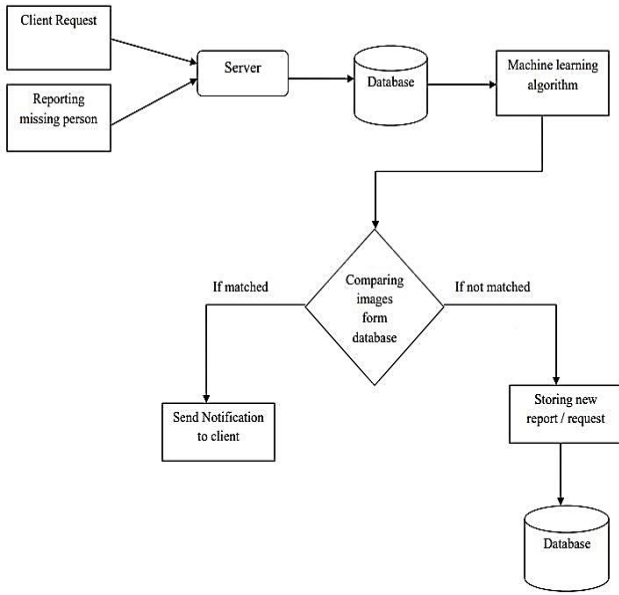 Client Request
Reporting
missing person
Server
Database
Machine learning
algorithm
Comparing
images
form
database
If matched
If not matched
Send Notification
to client
Storing new
report / request
Database